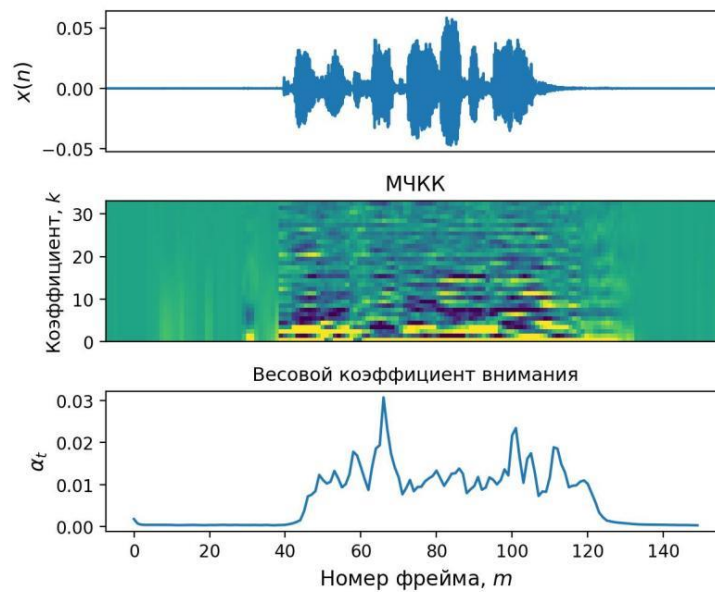 0.05
0.00
−0.05
x(n)
МЧКК
30
20
10
0
Коэффициент, k
Весовой коэффициент внимания
0.03
0.02
0.01
0.00
α_t
0 20 40 60 80 100 120 140
Номер фрейма, m